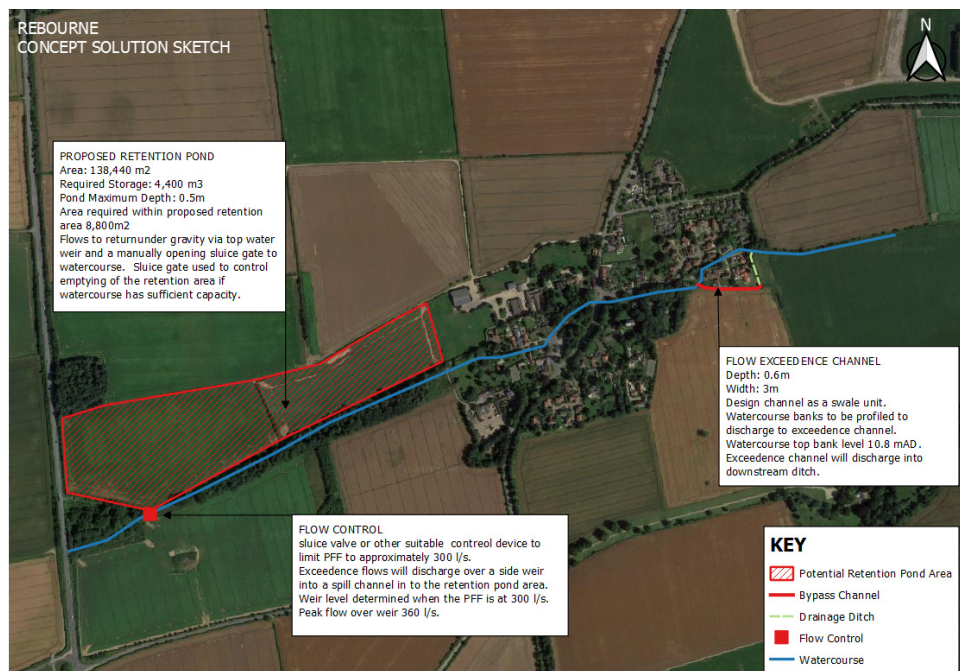 REBOURNE
CONCEPT SOLUTION SKETCH
N
PROPOSED RETENTION POND
Area: 138,440 m2
Required Storage: 4,400 m3
Pond Maximum Depth: 0.5m
Area required within proposed retention
area 8,800m2
Flows to returnunder gravity via top water
weir and a manually opening sluice gate to
watercourse.  Sluice gate used to control
emptying of the retention area if
watercourse has sufficient capacity.
FLOW EXCEEDENCE CHANNEL
Depth: 0.6m
Width: 3m
Design channel as a swale unit.
Watercourse banks to be profiled to
discharge to exceedence channel.
Watercourse top bank level 10.8 mAD.
Exceedence channel will discharge into
downstream ditch.
FLOW CONTROL
sluice valve or other suitable  contreol device to
limit PFF to approximately 300 l/s.
Exceedence flows will discharge over a side weir
into a spill channel in to the retention pond area.
Weir level determined when the PFF is at 300 l/s.
Peak flow over weir 360 l/s.
KEY
Potential Retention Pond Area
Bypass Channel
Drainage Ditch
Flow Control
Watercourse